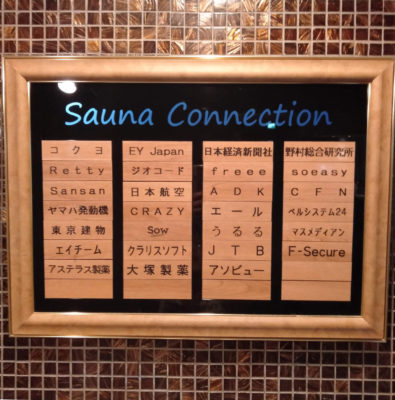 Sauna Connection
コクヨ
Retty
Sansan
ヤマハ発動機
東京建物
エイチーム
アステラス製薬
EY Japan
ジオコード
日本航空
CRAZY
Sow
クラリスソフト
大塚製薬
日本経済新聞社
freee
ADK
エール
うるる
JTB
アソビュー
野村総合研究所
soeasy
CFN
ベルシステム24
マスメディアン
F-Secure